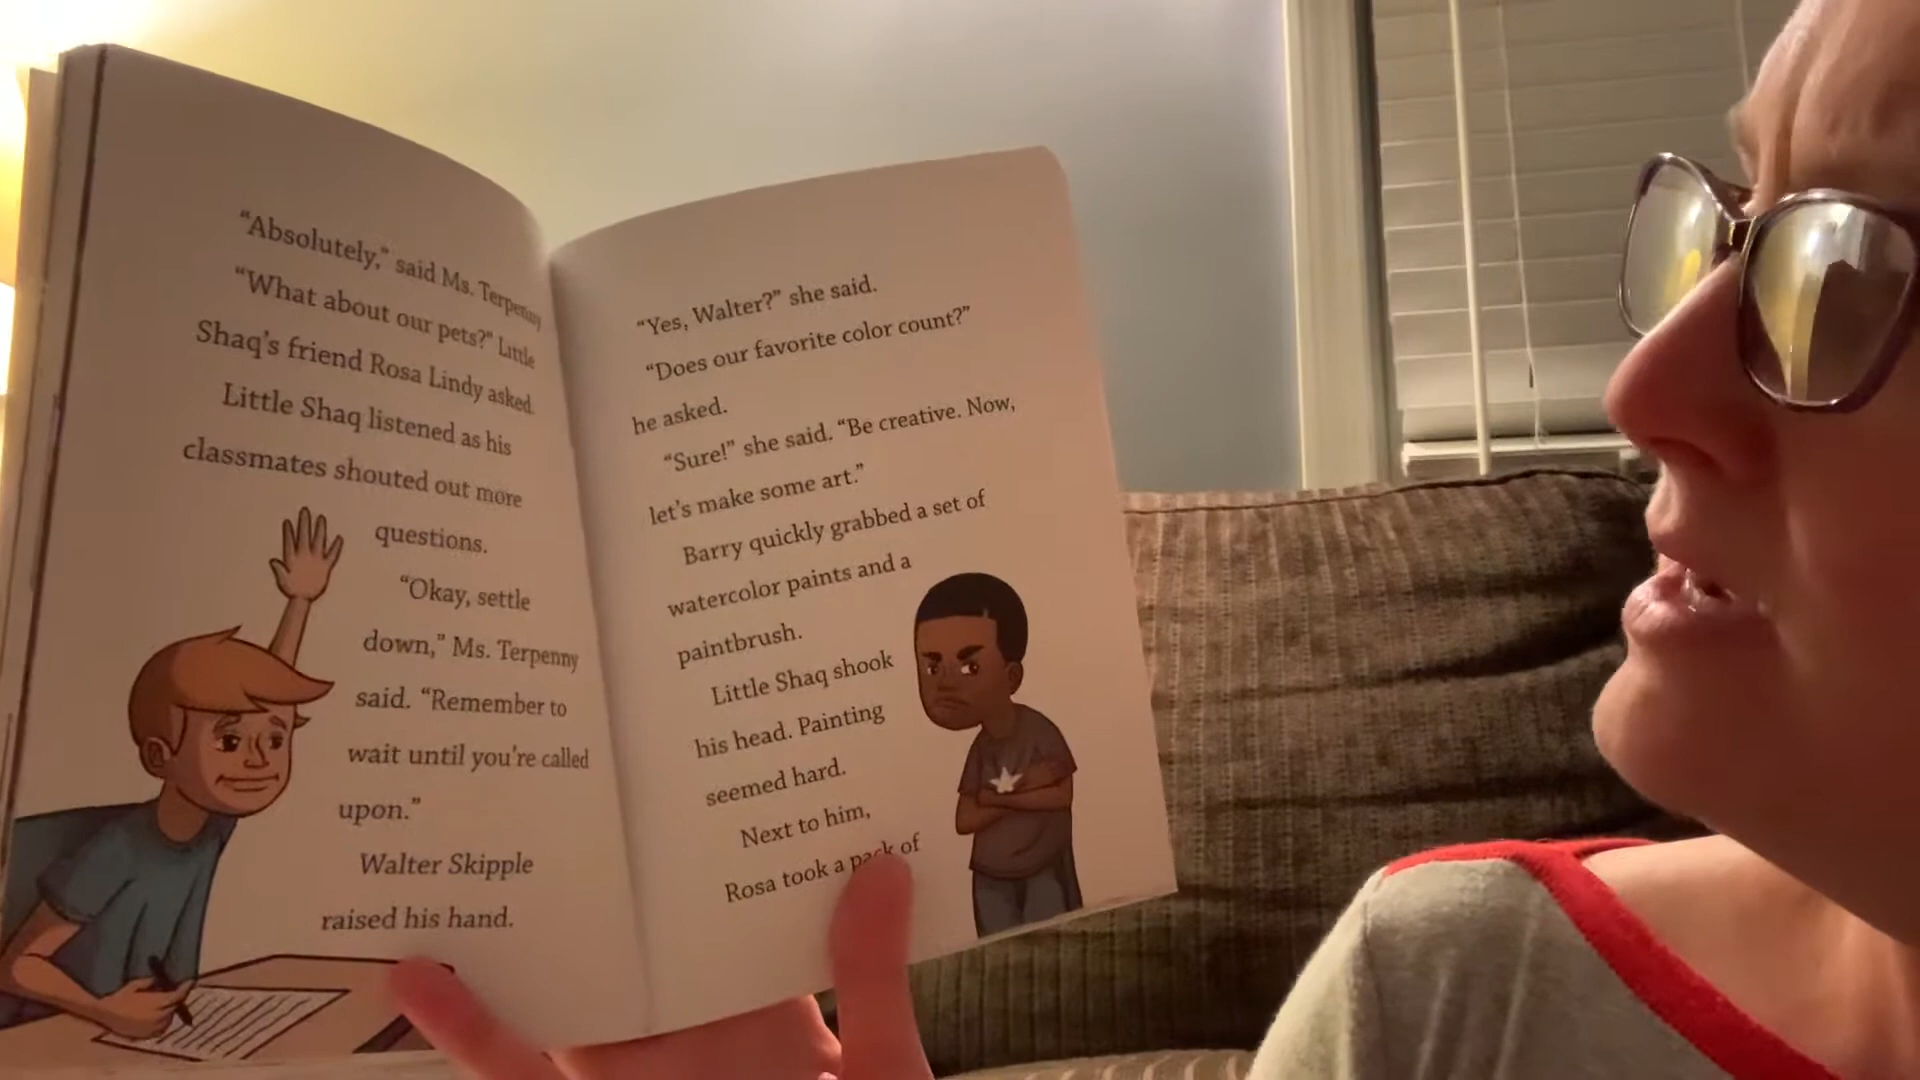 “Absolutely,” said Ms. Terpenny
“What about our pets?” Little
Shaq’s friend Rosa Lindy asked.
Little Shaq listened as his
classmates shouted out more
questions.
“Okay, settle
down,” Ms. Terpenny
said. “Remember to
wait until you’re called
upon.”
Walter Skipple
raised his hand.
“Yes, Walter?” she said.
“Does our favorite color count?”
he asked.
“Sure!” she said. “Be creative. Now,
let’s make some art.”
Barry quickly grabbed a set of
watercolor paints and a
paintbrush.
Little Shaq shook
his head. Painting
seemed hard.
Next to him,
Rosa took a pack of